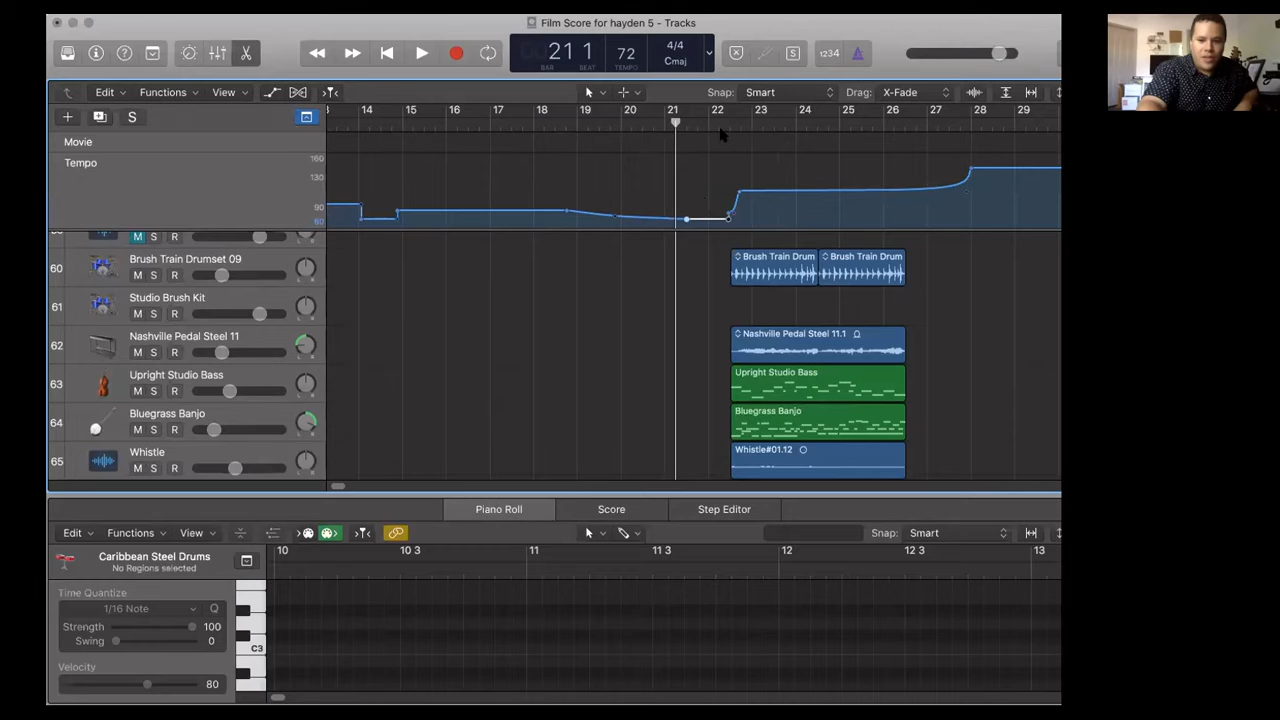 Film Score for hayden 5 - Tracks
21 1
BAR BEAT
72
TEMPO
4/4
Cmaj
S
1234
Edit Functions View Snap: Smart Drag: X-Fade
S
14 15 16 17 18 19 20 21 22 23 24 25 26 27 28 29
Movie
Tempo
160
130
90
60
M S R
60 Brush Train Drumset 09
M S R
Brush Train Drum Brush Train Drum
61 Studio Brush Kit
M S R
62 Nashville Pedal Steel 11
M S R
Nashville Pedal Steel 11.1
63 Upright Studio Bass
M S R
Upright Studio Bass
64 Bluegrass Banjo
M S R
Bluegrass Banjo
65 Whistle
M S R
Whistle#01.12
Piano Roll Score Step Editor
Edit Functions View Snap: Smart
Caribbean Steel Drums
No Regions selected
10 10 3 11 11 3 12 12 3 13
Time Quantize
1/16 Note Q
Strength 100
Swing 0
C3
Velocity
80